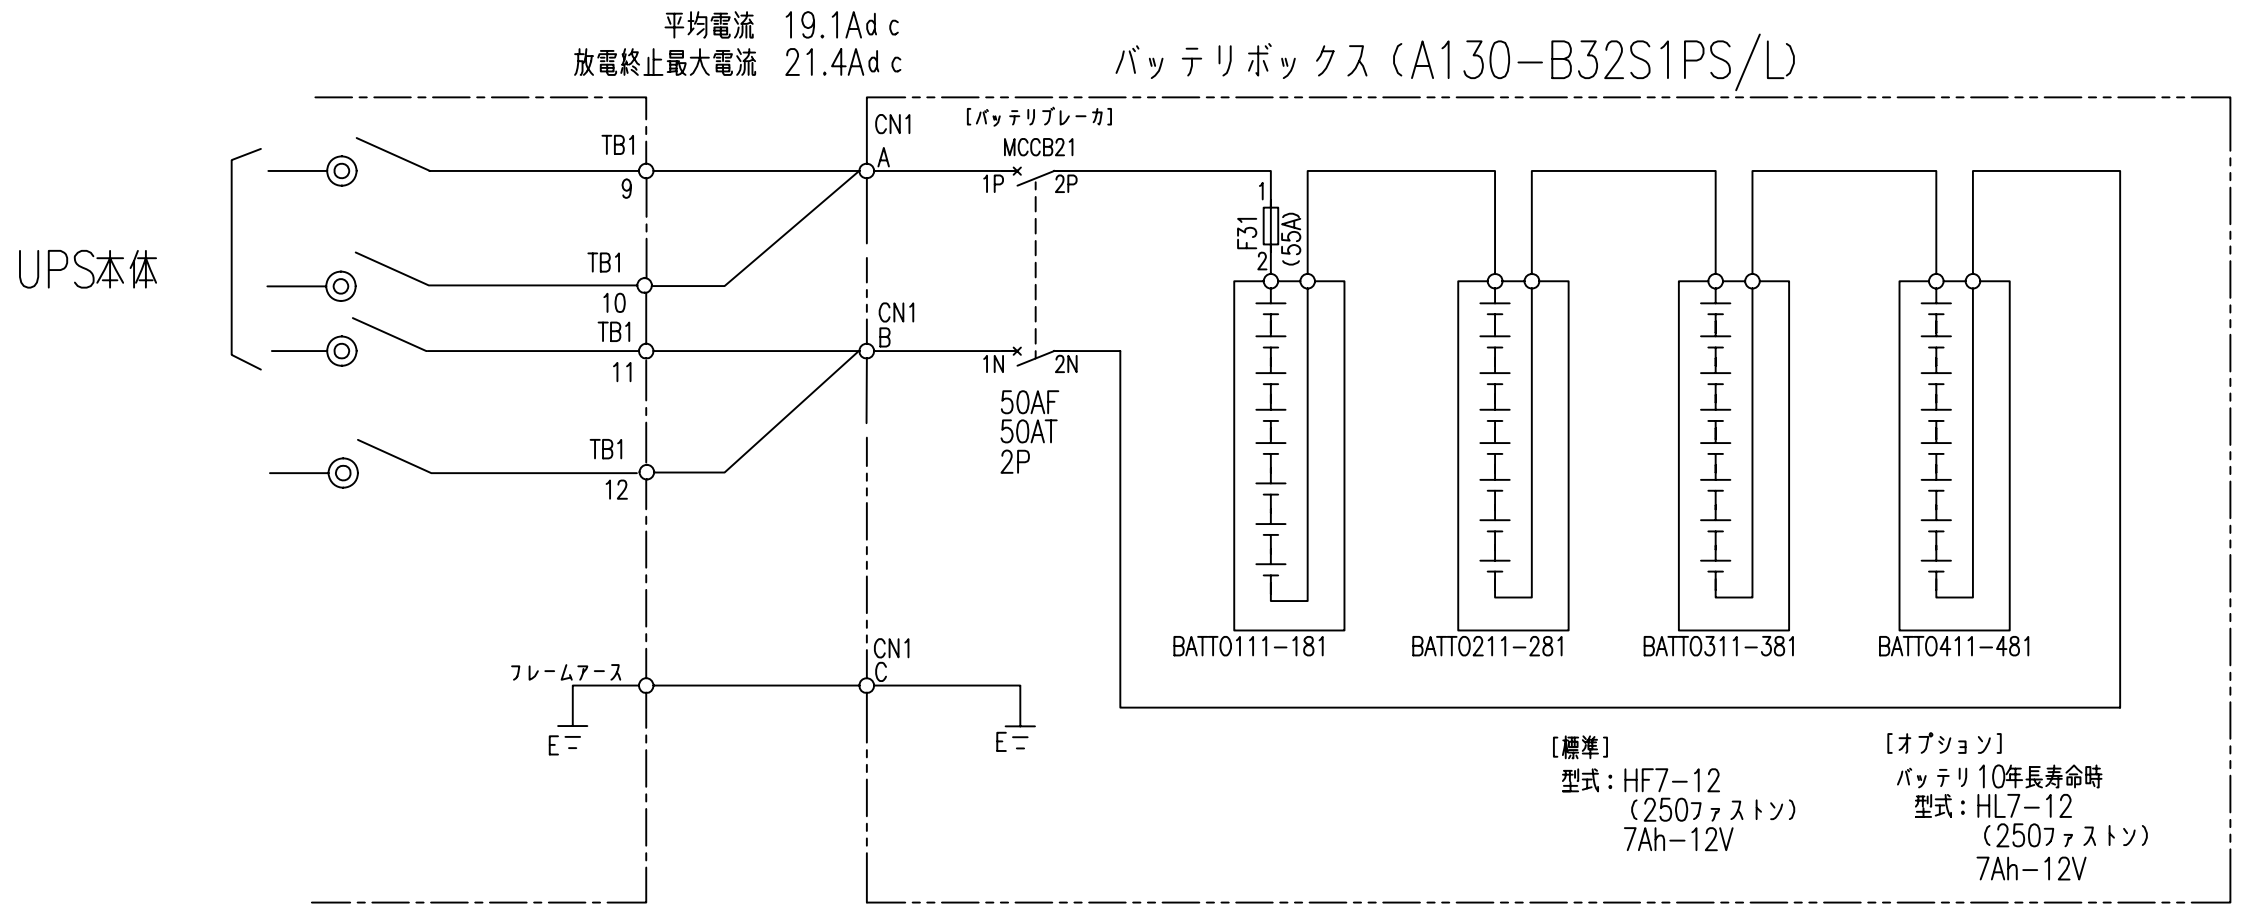 平均電流 19.1Adc
放電終止最大電流 21.4Adc
バッテリボックス (A130-B32S1PS/L)
[バッテリブレーカ]
MCCB21
CN1
A
TB1
9
1P
2P
1
F31
(55A)
2
UPS本体
TB1
10
CN1
B
TB1
11
1N
2N
50AF
50AT
2P
TB1
12
BATT0111-181
BATT0211-281
BATT0311-381
BATT0411-481
フレームアース
CN1
C
E
E
[標準]
型式:HF7-12
(250ファストン)
7Ah-12V
[オプション]
バッテリ10年長寿命時
型式:HL7-12
(250ファストン)
7Ah-12V